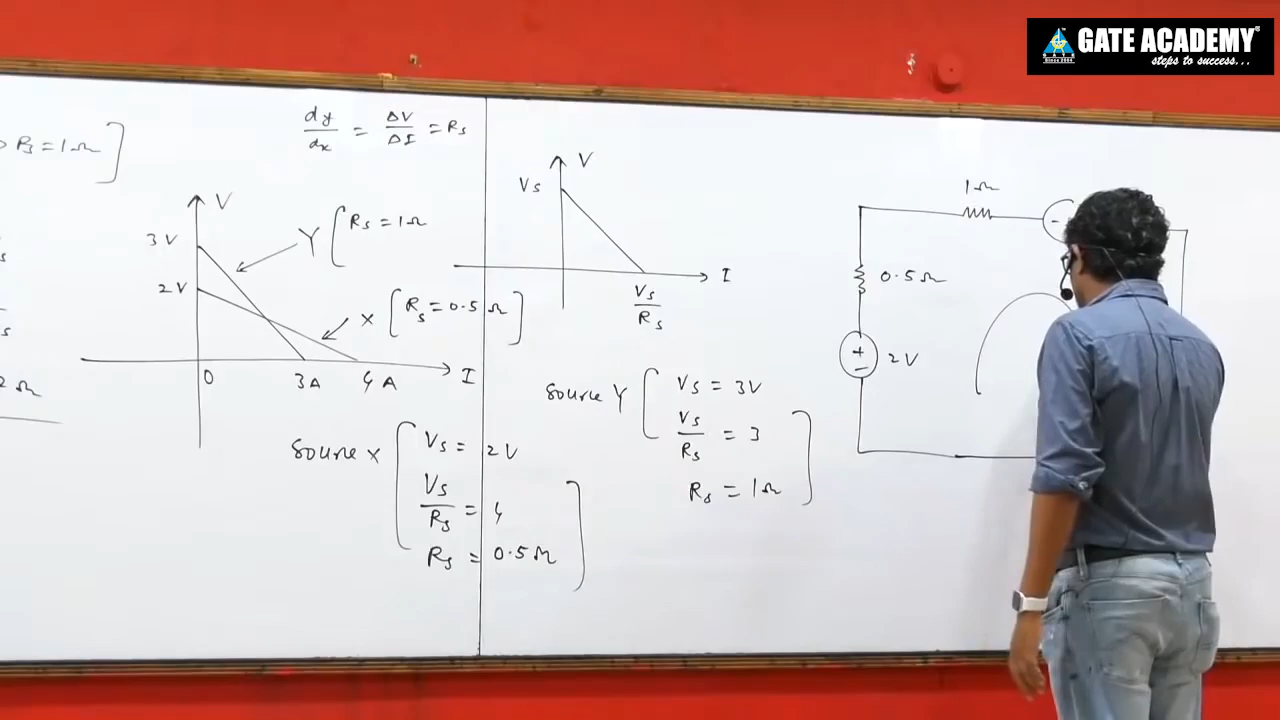 GATE ACADEMY
steps to success...
Rs = 1Ω
dy/dx = ΔV/ΔI = Rs
V
3V
2V
Y [ Rs = 1Ω
X [ Rs = 0.5Ω ]
0
3A
4A
I
V
Vs
I
Vs/Rs
2Ω
Source X
Vs = 2V
Vs/Rs = 4
Rs = 0.5Ω
Source Y
Vs = 3V
Vs/Rs = 3
Rs = 1Ω
1Ω
-
0.5Ω
+
-
2V